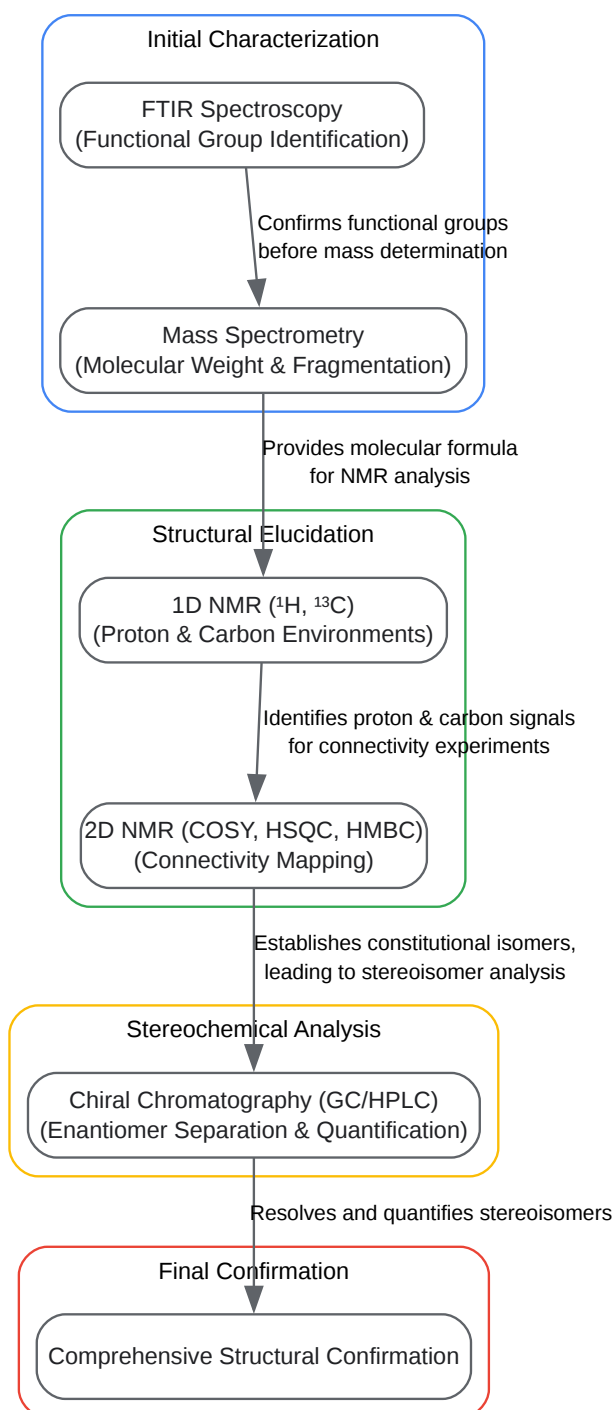 Initial Characterization
FTIR Spectroscopy
(Functional Group Identification)
Confirms functional groups
before mass determination
Mass Spectrometry
(Molecular Weight & Fragmentation)
Provides molecular formula
for NMR analysis
Structural Elucidation
1D NMR (¹H, ¹³C)
(Proton & Carbon Environments)
Identifies proton & carbon signals
for connectivity experiments
2D NMR (COSY, HSQC, HMBC)
(Connectivity Mapping)
Establishes constitutional isomers,
leading to stereoisomer analysis
Stereochemical Analysis
Chiral Chromatography (GC/HPLC)
(Enantiomer Separation & Quantification)
Resolves and quantifies stereoisomers
Final Confirmation
Comprehensive Structural Confirmation